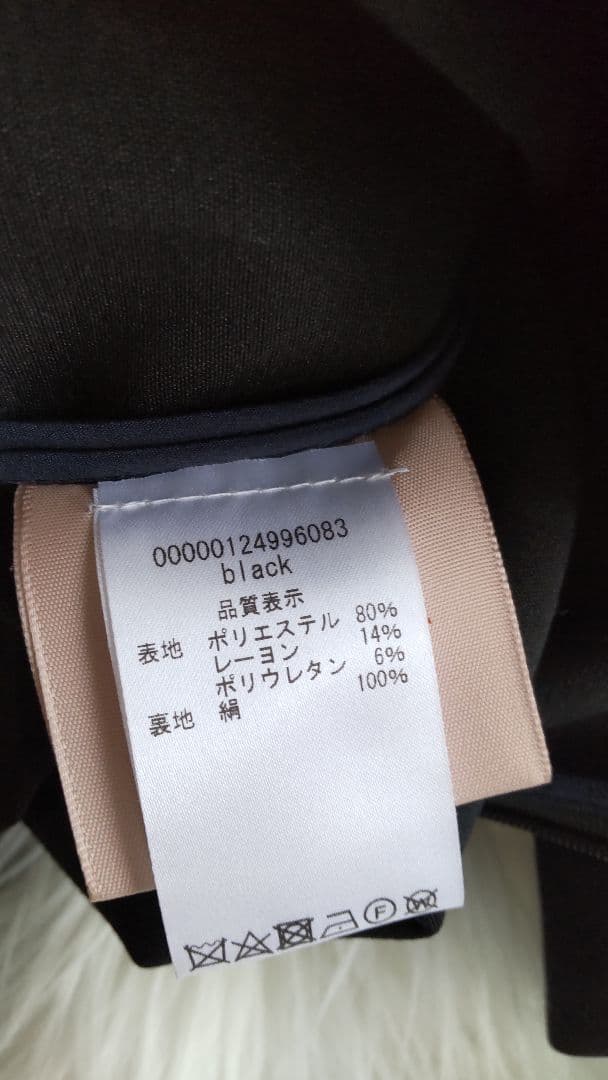 00000124996083
black
品質表示
表地 ポリエステル 80%
レーヨン 14%
ポリウレタン 6%
裏地 絹 100%